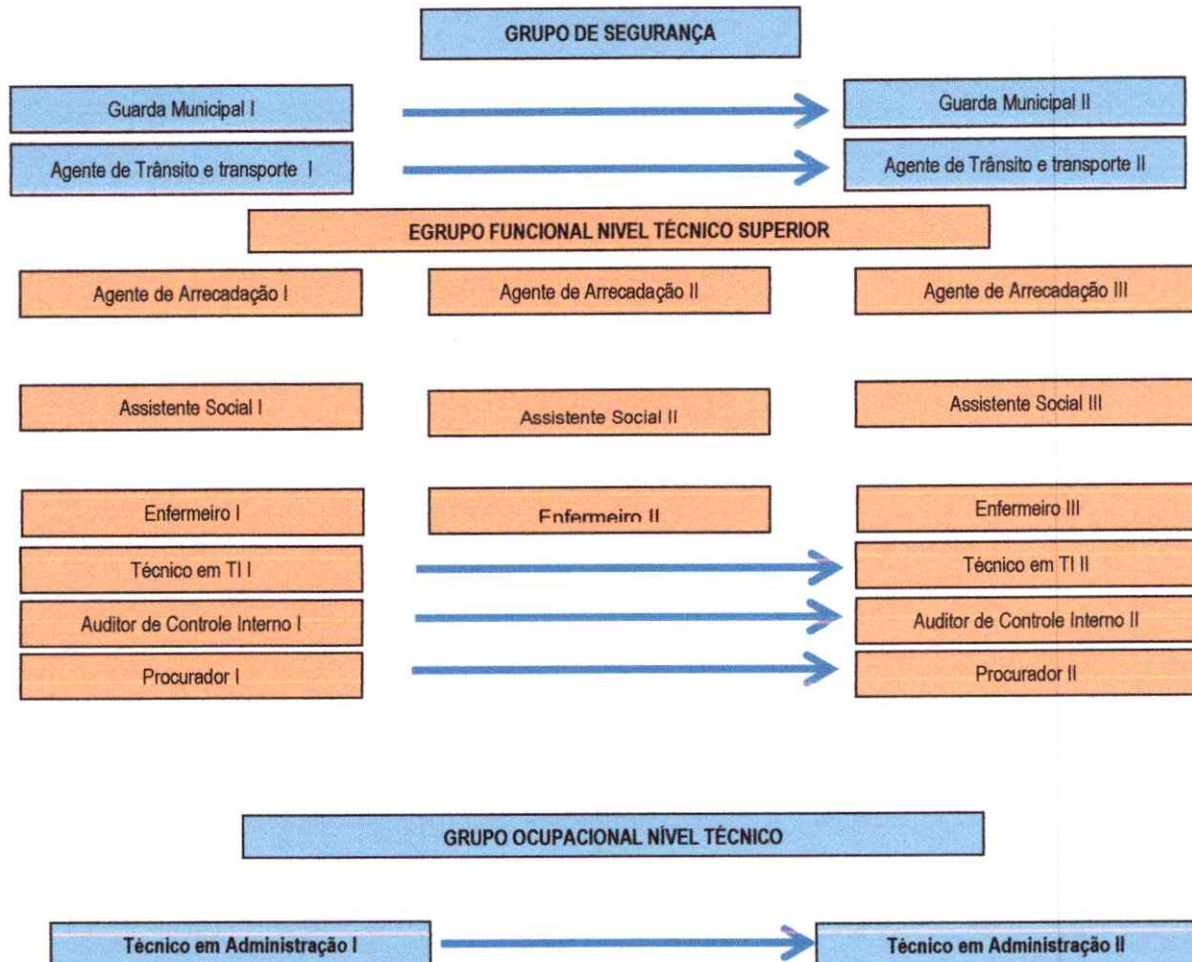 GRUPO DE SEGURANÇA
Guarda Municipal I
Guarda Municipal II
Agente de Trânsito e transporte I
Agente de Trânsito e transporte II
EGRUPO FUNCIONAL NIVEL TÉCNICO SUPERIOR
Agente de Arrecadação I
Agente de Arrecadação II
Agente de Arrecadação III
Assistente Social I
Assistente Social II
Assistente Social III
Enfermeiro I
Enfermeiro II
Enfermeiro III
Técnico em TI I
Técnico em TI II
Auditor de Controle Interno I
Auditor de Controle Interno II
Procurador I
Procurador II
GRUPO OCUPACIONAL NÍVEL TÉCNICO
Técnico em Administração I
Técnico em Administração II